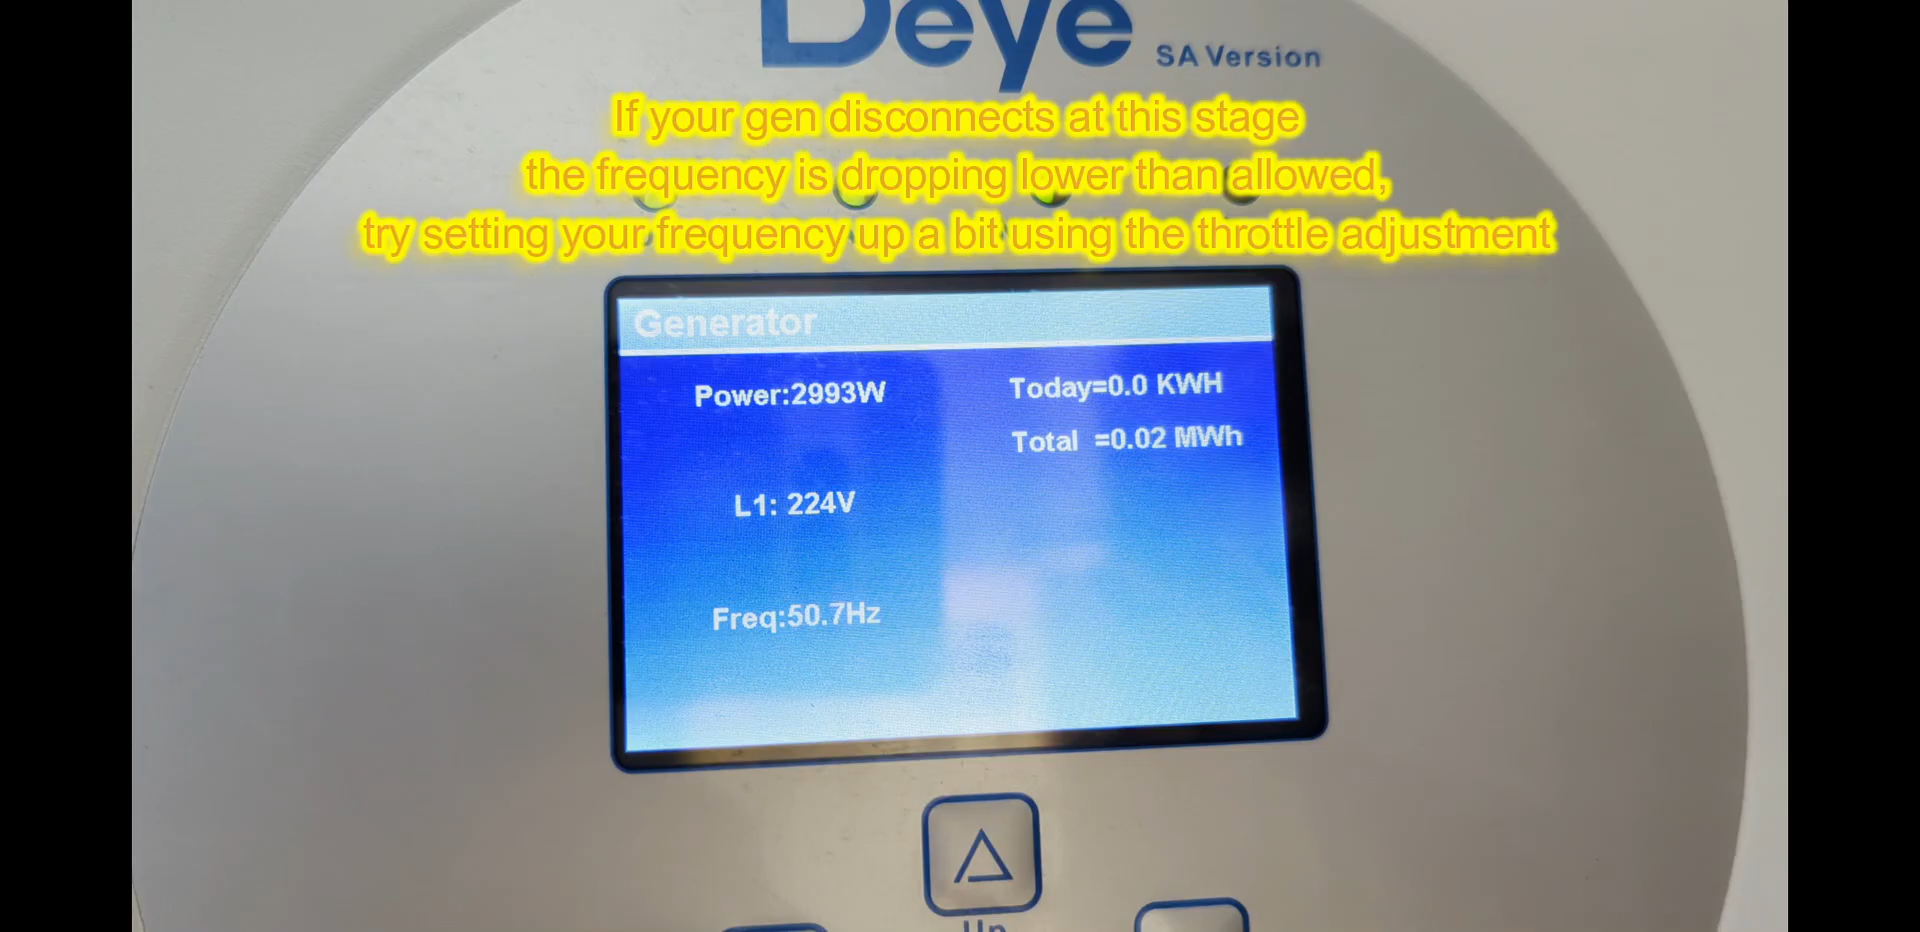 Deye SA Version
If your gen disconnects at this stage
the frequency is dropping lower than allowed,
try setting your frequency up a bit using the throttle adjustment
Generator
Power:2993W
Today=0.0 KWH
Total =0.02 MWh
L1: 224V
Freq:50.7Hz
Up